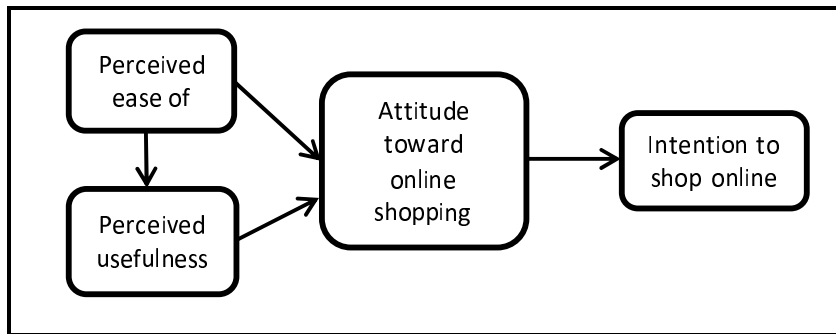 Perceived
ease of
Perceived
usefulness
Attitude
toward
online
shopping
Intention to
shop online